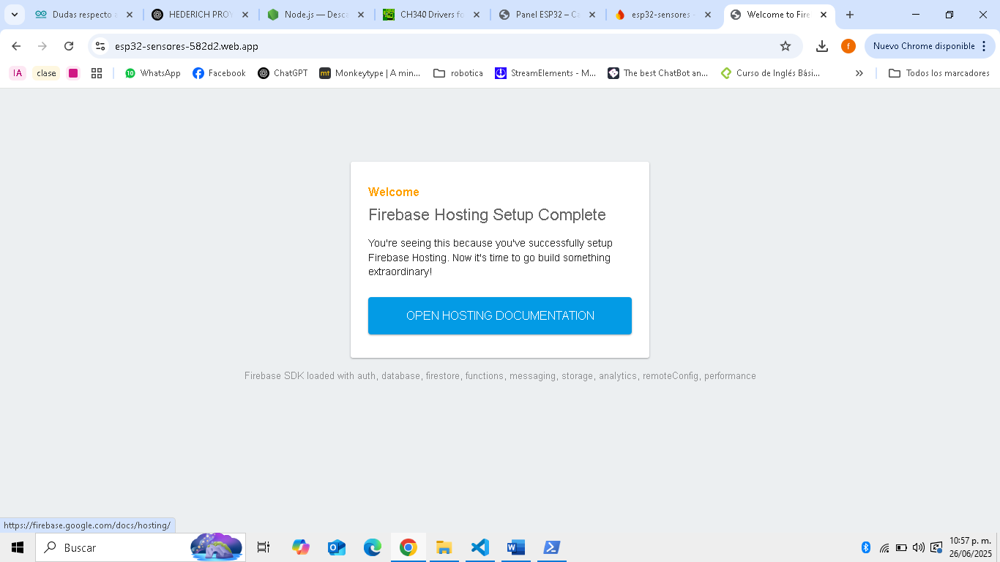 Dudas respecto a
HEDERICH PROY
Node.js — Desca
CH340 Drivers fo
Panel ESP32 – Ce
esp32-sensores -
Welcome to Fire
esp32-sensores-582d2.web.app
f
Nuevo Chrome disponible
IA
clase
10
WhatsApp
Facebook
ChatGPT
mt
Monkeytype | A min...
robotica
StreamElements - M...
The best ChatBot an...
Curso de Inglés Bási...
Todos los marcadores
Welcome
Firebase Hosting Setup Complete
You're seeing this because you've successfully setup
Firebase Hosting. Now it's time to go build something
extraordinary!
OPEN HOSTING DOCUMENTATION
Firebase SDK loaded with auth, database, firestore, functions, messaging, storage, analytics, remoteConfig, performance
https://firebase.google.com/docs/hosting/
Buscar
10:57 p. m.
26/06/2025